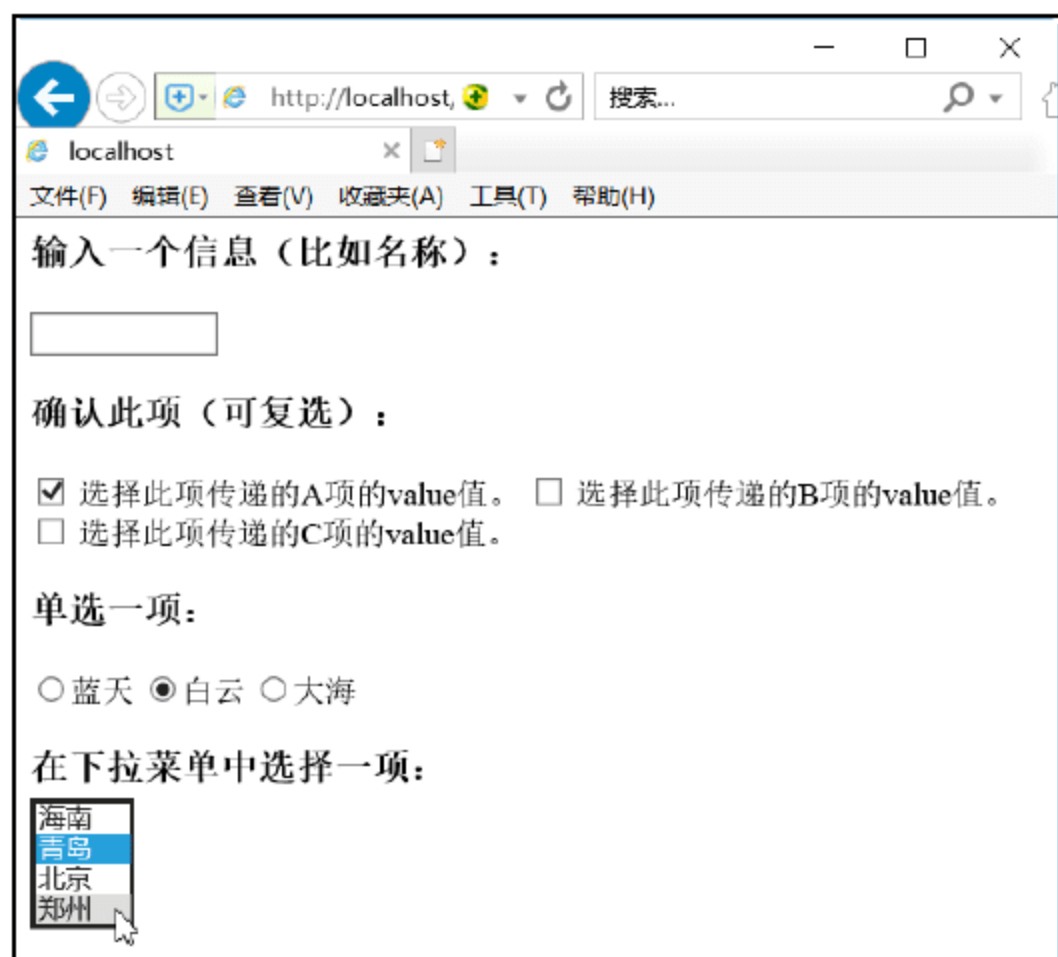 http://localhost,
搜索...
localhost
文件(F) 编辑(E) 查看(V) 收藏夹(A) 工具(T) 帮助(H)
输入一个信息（比如名称）：
确认此项（可复选）：
选择此项传递的A项的value值。 选择此项传递的B项的value值。
选择此项传递的C项的value值。
单选一项：
蓝天 白云 大海
在下拉菜单中选择一项：
海南
青岛
北京
郑州